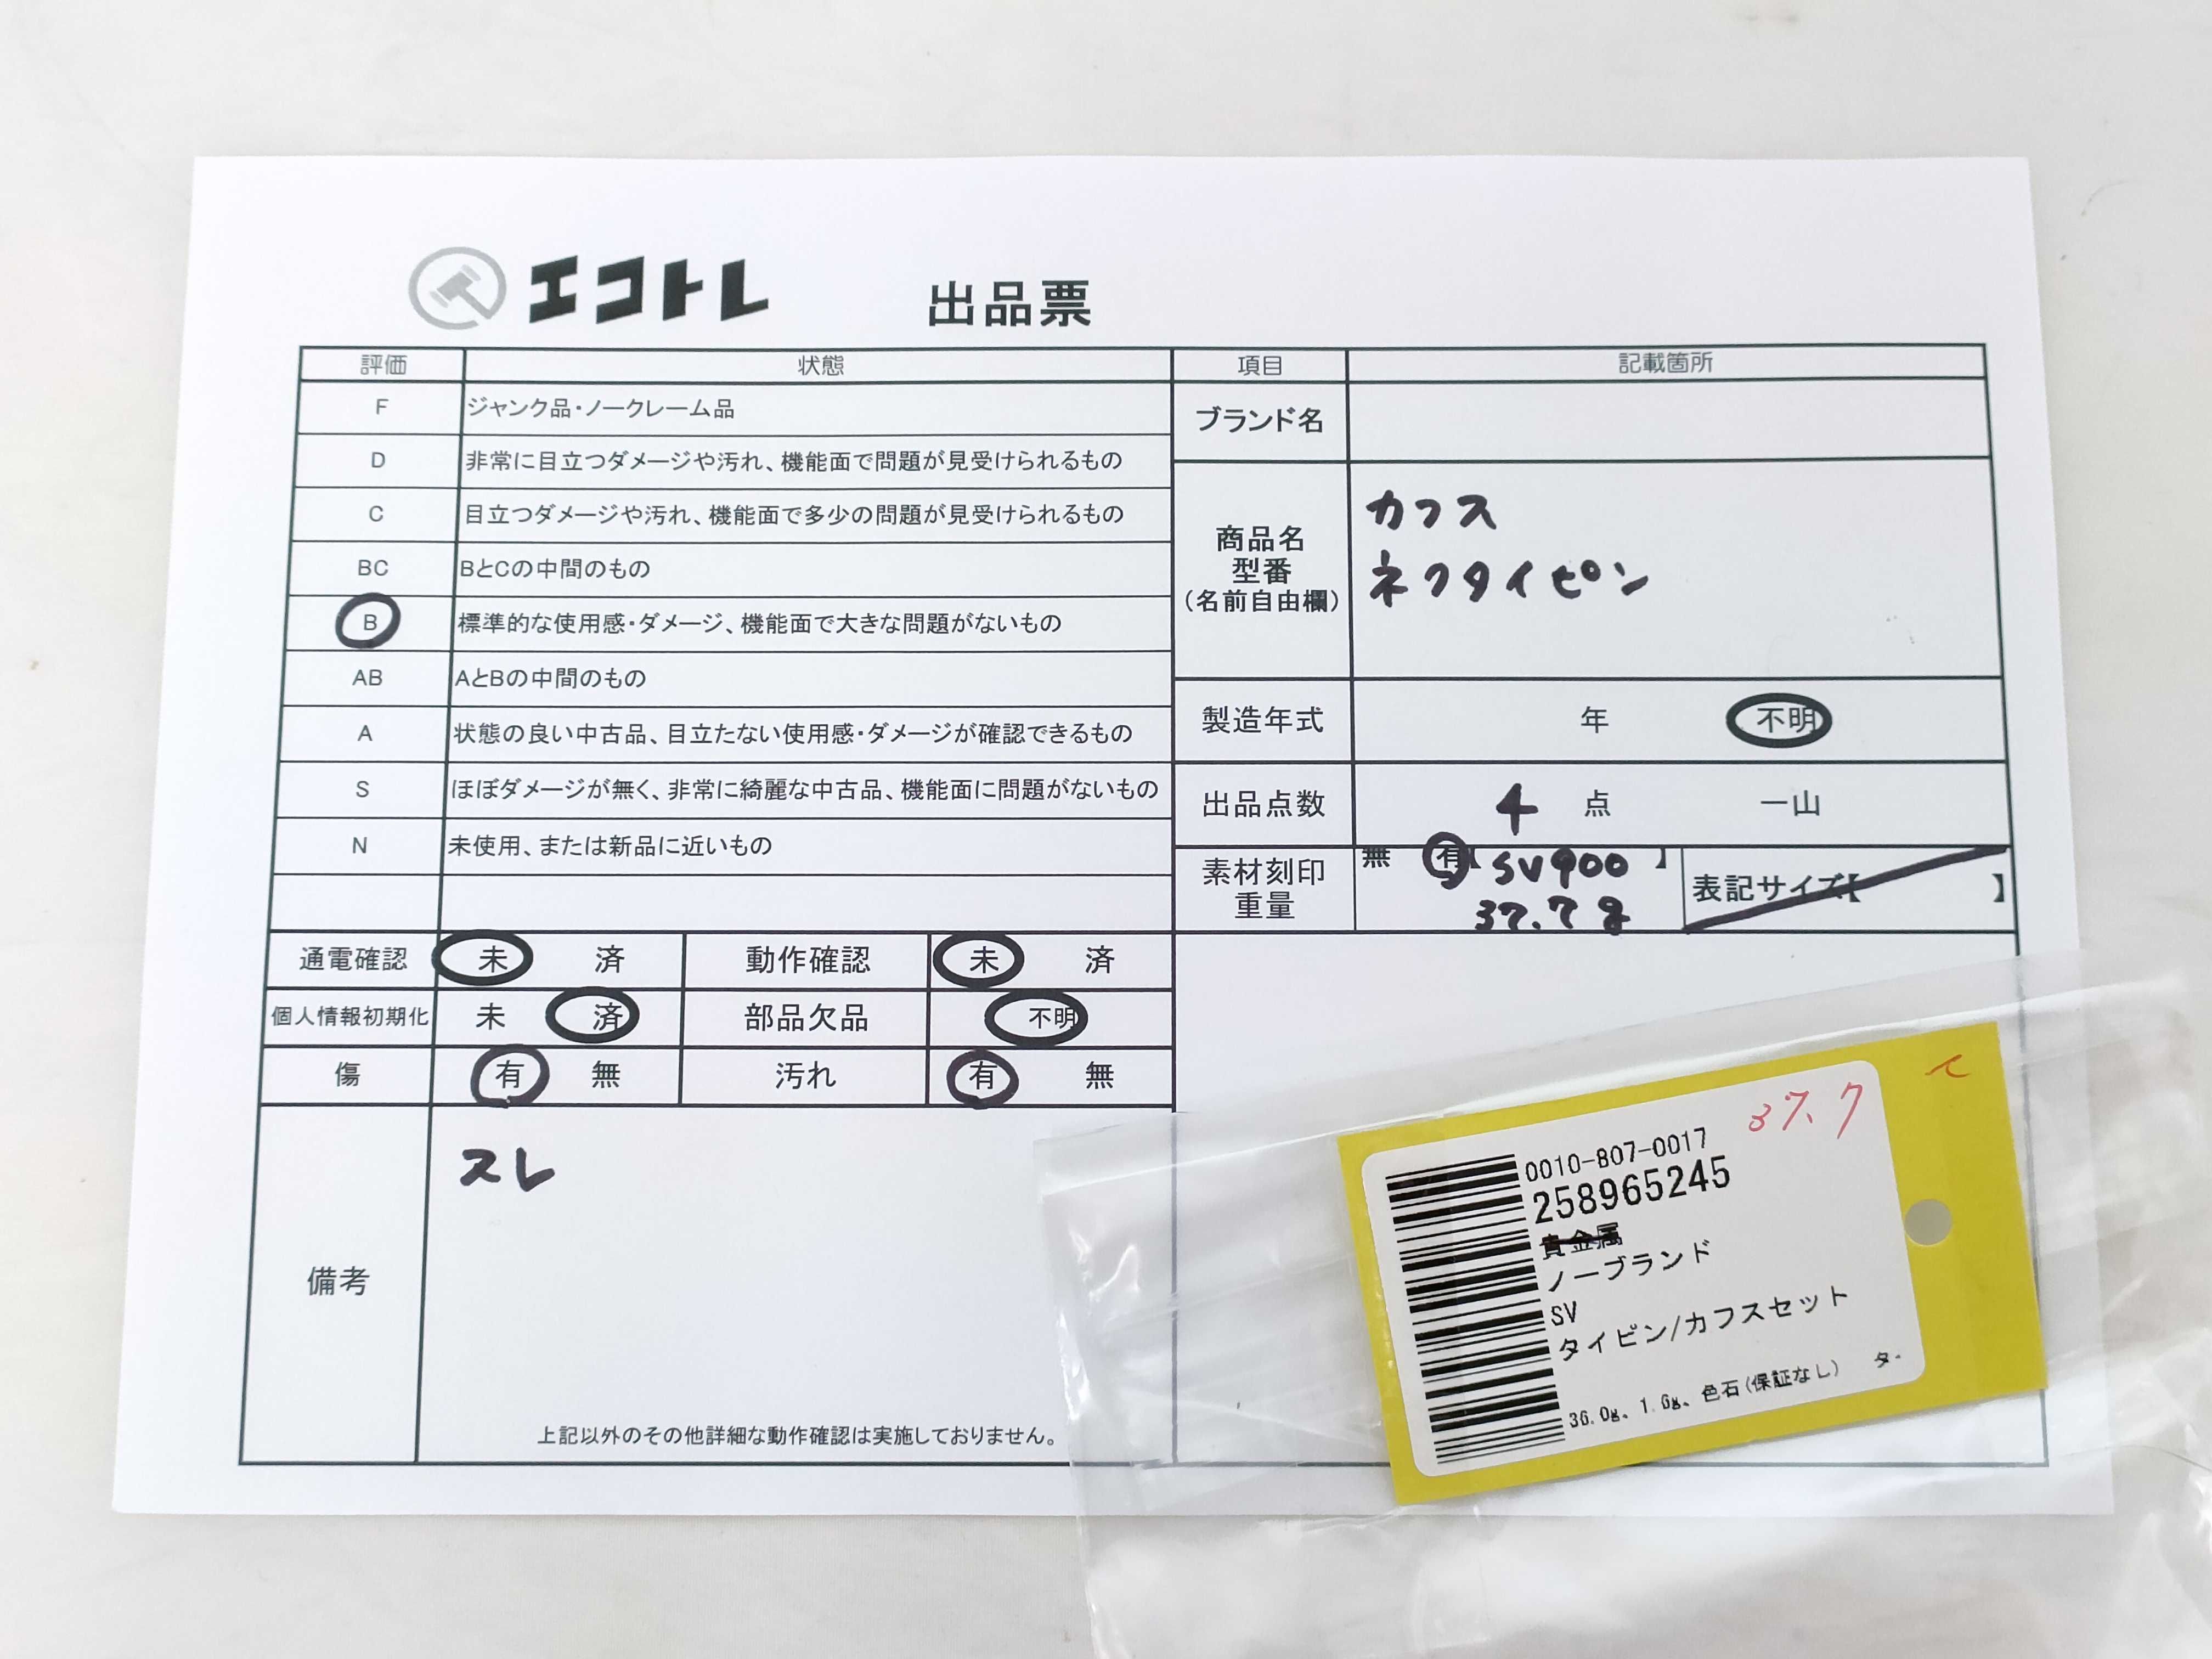 エコトレ 出品票
評価 状態 項目 記載箇所
F ジャンク品・ノークレーム品
D 非常に目立つダメージや汚れ、機能面で問題が見受けられるもの
C 目立つダメージや汚れ、機能面で多少の問題が見受けられるもの
BC BとCの中間のもの
B 標準的な使用感・ダメージ、機能面で大きな問題がないもの
AB AとBの中間のもの
A 状態の良い中古品、目立たない使用感・ダメージが確認できるもの
S ほぼダメージが無く、非常に綺麗な中古品、機能面に問題がないもの
N 未使用、または新品に近いもの
ブランド名
商品名
型番
(名前自由欄)
カフス
ネクタイピン
製造年式 年 不明
出品点数 4 点 一山
素材刻印
重量
無 有【SV900 】
37.7g
表記サイズ【 】
通電確認 未 済 動作確認 未 済
個人情報初期化 未 済 部品欠品 不明
傷 有 無 汚れ 有 無
備考
スレ
上記以外のその他詳細な動作確認は実施しておりません。
37.7
0010-807-0017
258965245
貴金属
ノーブランド
SV
タイピン/カフスセット
36.0g、1.6g、色石(保証なし) タ